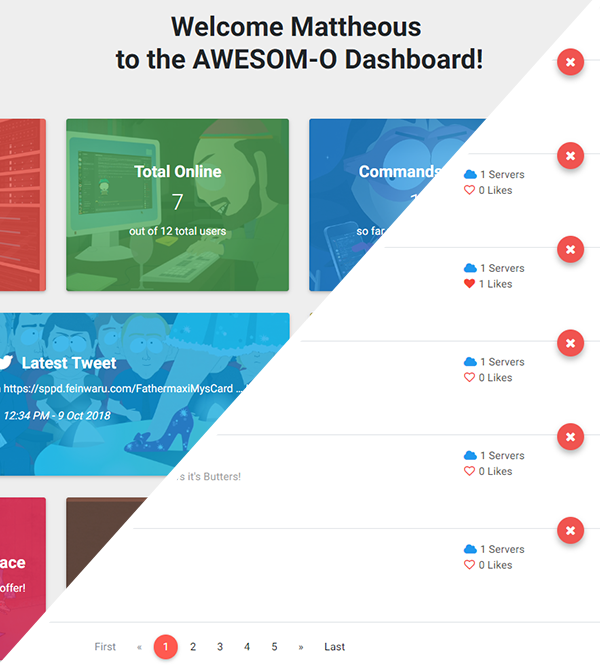 Welcome Mattheous
to the AWESOM-O Dashboard!
Total Online
7
out of 12 total users
Commands
so far
1 Servers
0 Likes
1 Servers
1 Likes
Latest Tweet
https://sppd.feinwaru.com/FathermaxiMysCard ...
12:34 PM - 9 Oct 2018
1 Servers
0 Likes
1 Servers
0 Likes
s it's Butters!
1 Servers
0 Likes
ace
offer!
First « 1 2 3 4 5 » Last